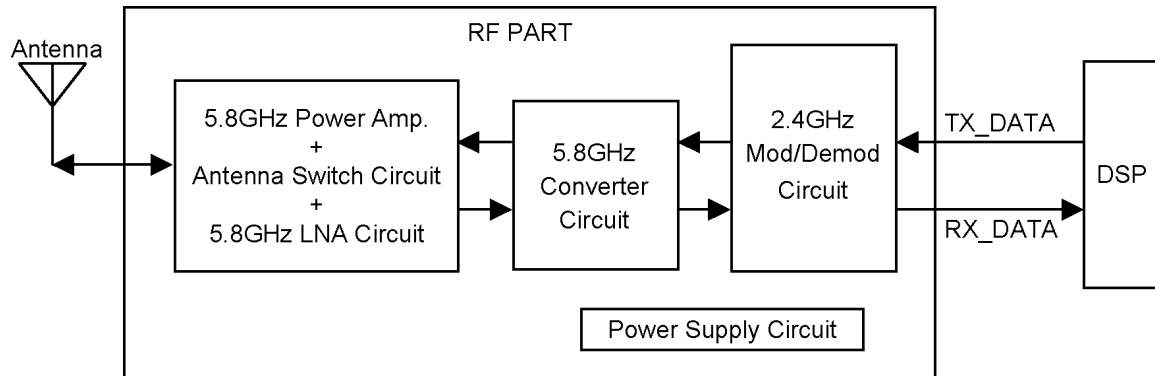 RF PART
Antenna
5.8GHz Power Amp.
+
Antenna Switch Circuit
+
5.8GHz LNA Circuit
5.8GHz
Converter
Circuit
2.4GHz
Mod/Demod
Circuit
TX_DATA
RX_DATA
DSP
Power Supply Circuit